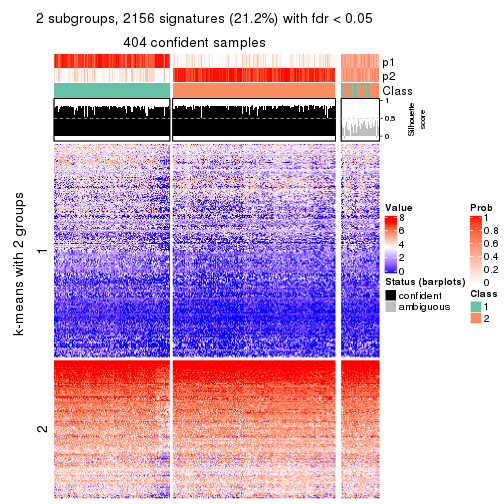 2 subgroups, 2156 signatures (21.2%) with fdr < 0.05
404 confident samples
p1
p2
Class
1
0.5
0
Silhouette
score
k-means with 2 groups
1
2
Value
8
6
4
2
0
Status (barplots)
confident
ambiguous
Prob
1
0.8
0.6
0.4
0.2
0
Class
1
2